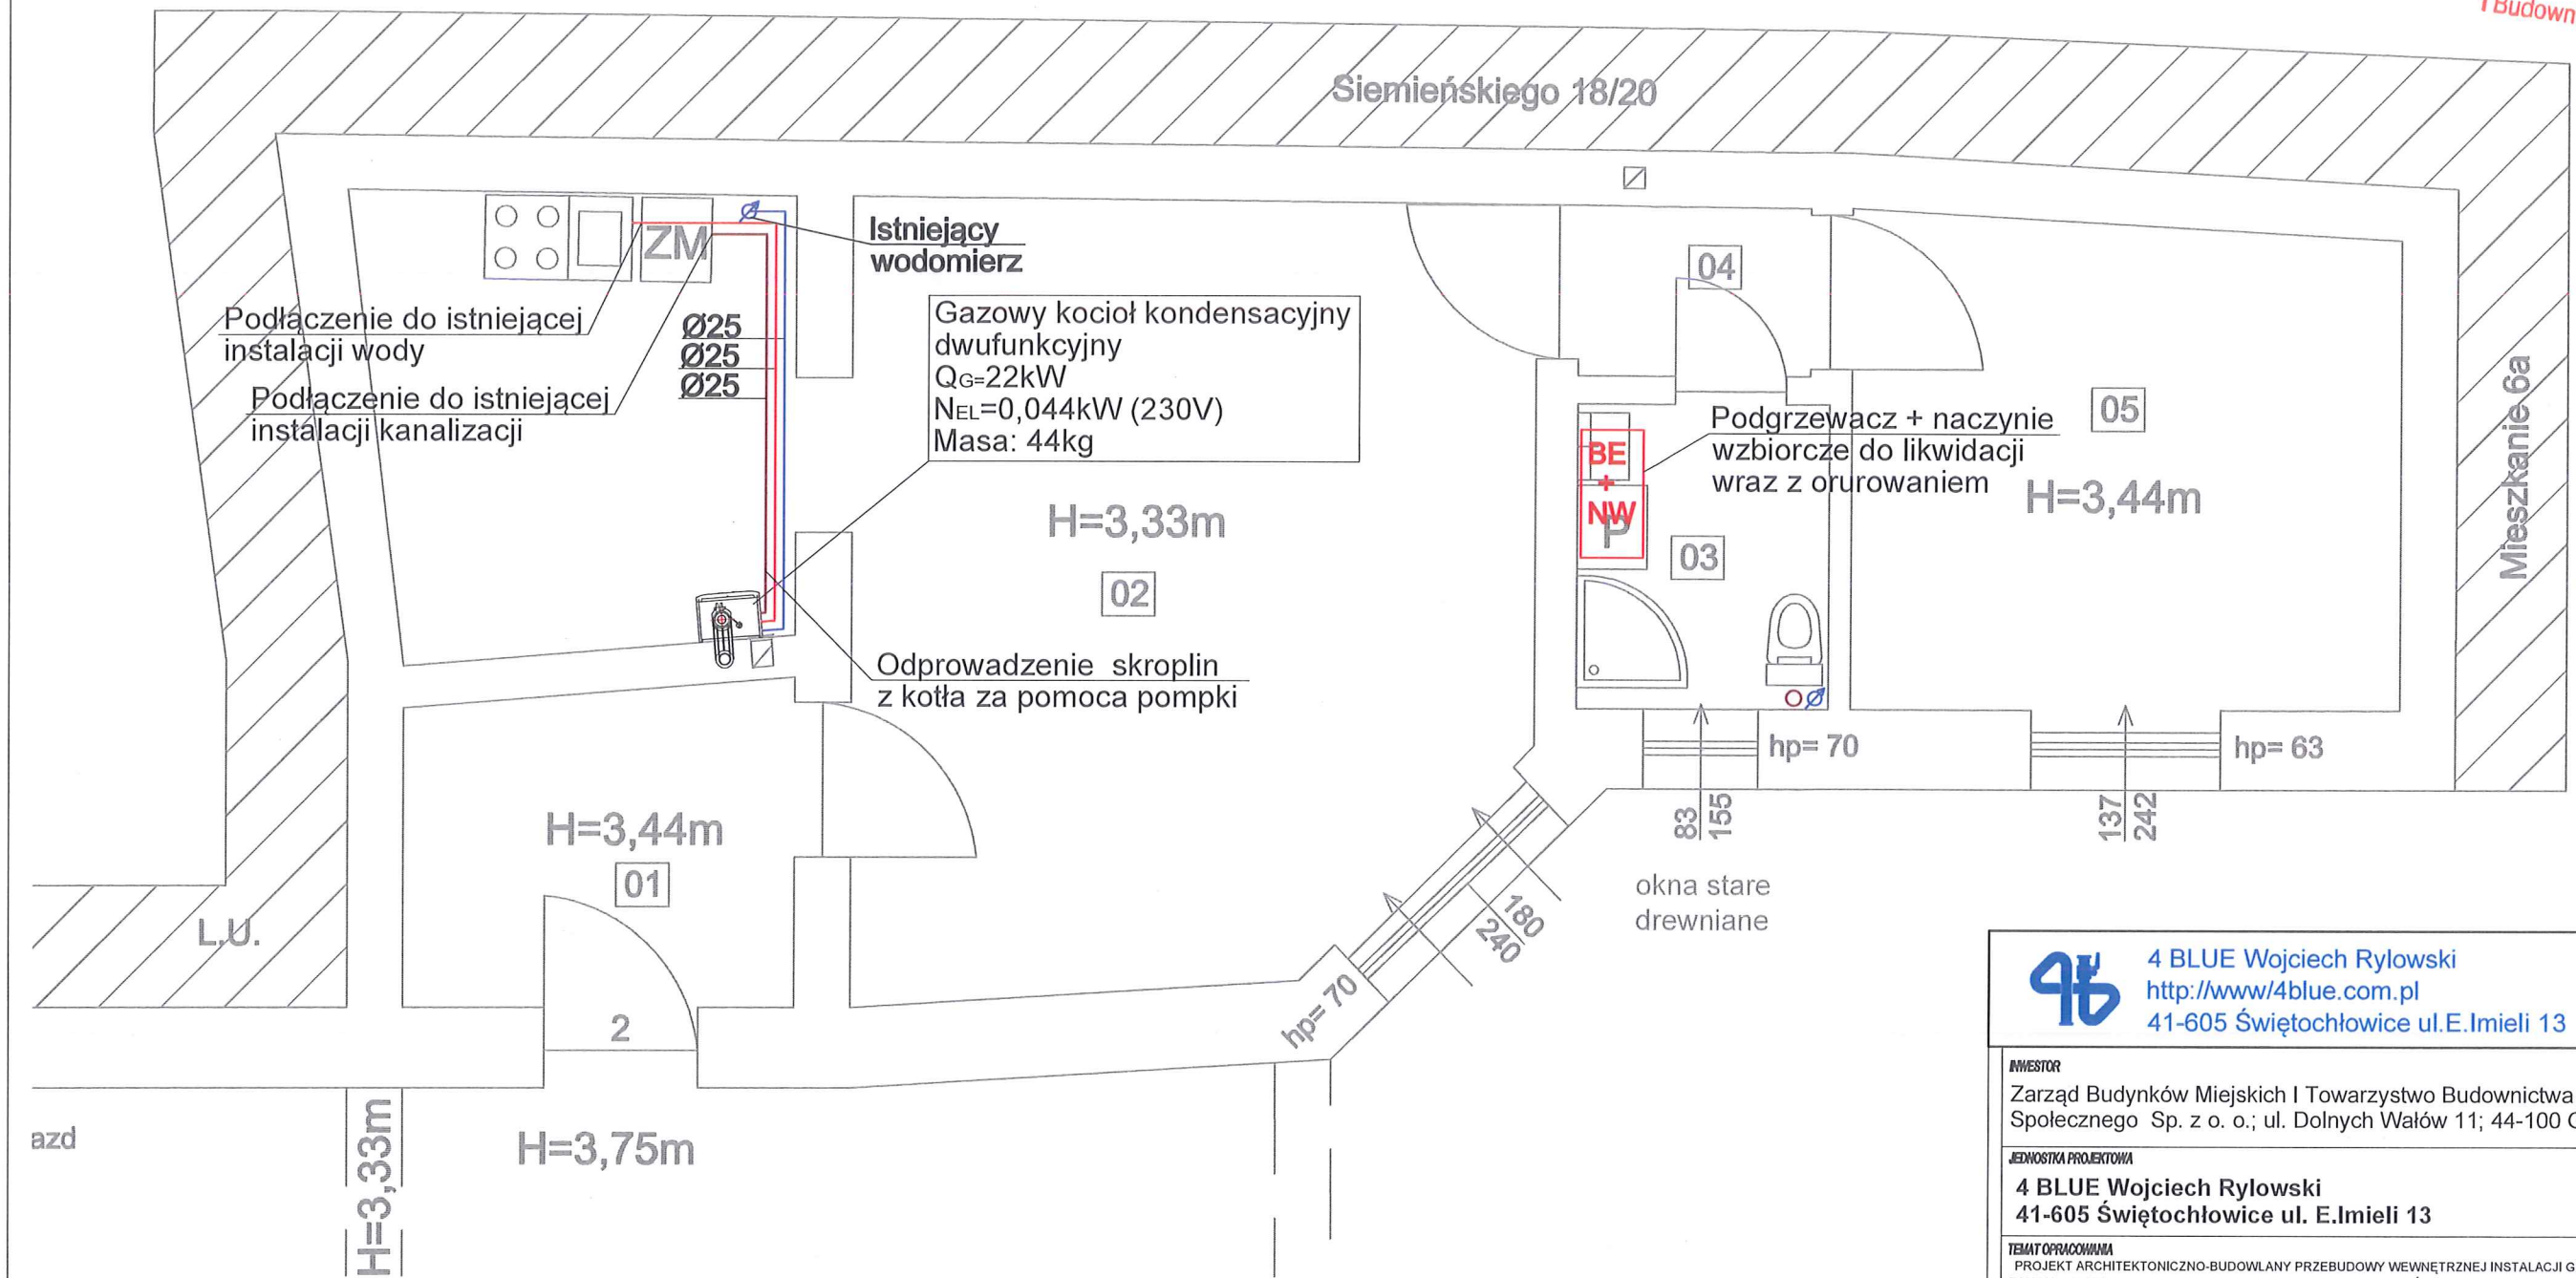 I Budown
Siemieńskiego 18/20
Istniejący
wodomierz
ZM
04
Podłączenie do istniejącej
instalacji wody
Ø25
Ø25
Ø25
Podłączenie do istniejącej
instalacji kanalizacji
Gazowy kocioł kondensacyjny
dwufunkcyjny
QG=22kW
NEL=0,044kW (230V)
Masa: 44kg
BE
+
NW
P
Podgrzewacz + naczynie
wzbiorcze do likwidacji
wraz z orurowaniem
05
H=3,44m
Mieszkanie 6a
H=3,33m
02
03
Odprowadzenie skroplin
z kotła za pomoca pompki
hp= 70
hp= 63
83
155
137
242
H=3,44m
01
L.U.
okna stare
drewniane
180
240
hp= 70
2
azd
H=3,33m
H=3,75m
4b
4 BLUE Wojciech Rylowski
http://www/4blue.com.pl
41-605 Świętochłowice ul.E.Imieli 13
INWESTOR
Zarząd Budynków Miejskich I Towarzystwo Budownictwa
Społecznego Sp. z o. o.; ul. Dolnych Wałów 11; 44-100 G
JEDNOSTKA PROJEKTOWA
4 BLUE Wojciech Rylowski
41-605 Świętochłowice ul. E.Imieli 13
TEMAT OPRACOWANIA
PROJEKT ARCHITEKTONICZNO-BUDOWLANY PRZEBUDOWY WEWNĘTRZNEJ INSTALACJI G